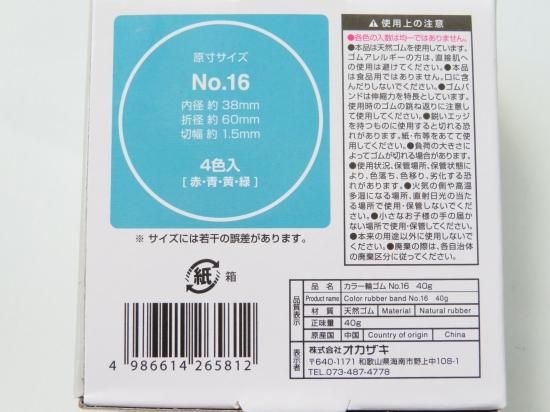 原寸サイズ
No.16
内径 約 38mm
折径 約 60mm
切幅 約 1.5mm
4色入
[ 赤・青・黄・緑 ]
※ サイズには若干の誤差があります。
⚠ 使用上の注意
●各色の入数は均一ではありません。
●本品は天然ゴムを使用しています。
ゴムアレルギーの方は、直接肌へ
の使用は避けてください。●本品
は食品用ではありません。口に含
んだりしないでください。●ゴムバ
ンドは伸縮力を特長としています。
使用時のゴムの跳ね返りに注意し
て使用してください。●鋭いエッジ
を持つものに使用すると切れる恐
れがあります。紙・布等をあてて使
用してください。●負荷の大きさに
よってゴムが切れる場合があります。
●使用状況、保管場所、保管状態に
より、色落ち、色移り、劣化する恐
れがあります。●火気の側や高温
多湿になる場所、直射日光の当た
る場所で使用・保管しないでくださ
い。●小さなお子様の手の届かな
い場所で保管してください。
●本来の用途以外に使用しないで
ください。●廃棄の際は、各自治体
の廃棄区分に従ってください。
紙 箱
4 986614 265812
品質表示
品 名 カラー輪ゴム No.16 40g
Product name Color rubber band No.16 40g
材 質 天然ゴム Material Natural rubber
正味量 40g
原産国 中国 Country of origin China
表示者
株式会社 オカザキ
〒640-1171 和歌山県海南市野上中108-1
TEL.073-487-4778